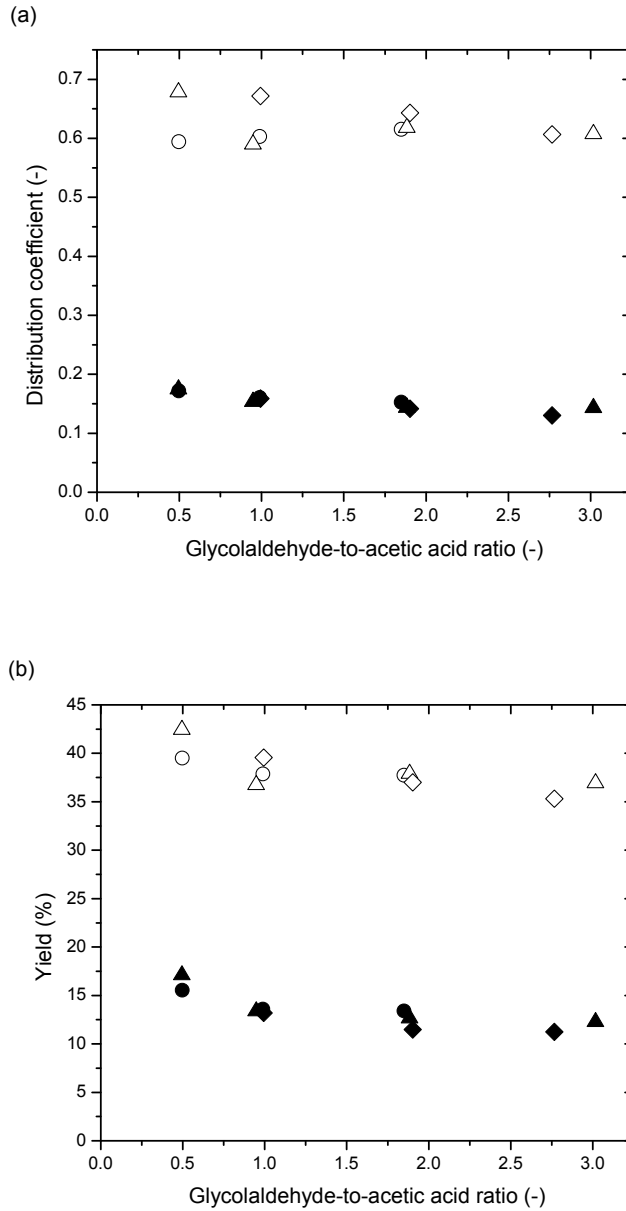 (a)
0.7
0.6
0.5
0.4
0.3
0.2
0.1
0.0
Distribution coefficient (-)
0.0 0.5 1.0 1.5 2.0 2.5 3.0
Glycolaldehyde-to-acetic acid ratio (-)
(b)
45
40
35
30
25
20
15
10
5
0
Yield (%)
0.0 0.5 1.0 1.5 2.0 2.5 3.0
Glycolaldehyde-to-acetic acid ratio (-)